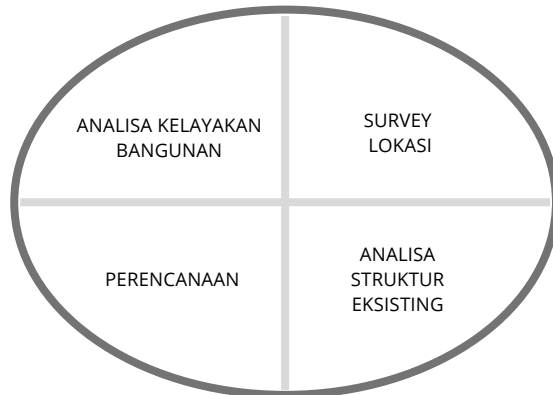 ANALISA KELAYAKAN
BANGUNAN
SURVEY
LOKASI
PERENCANAAN
ANALISA
STRUKTUR
EKSISTING